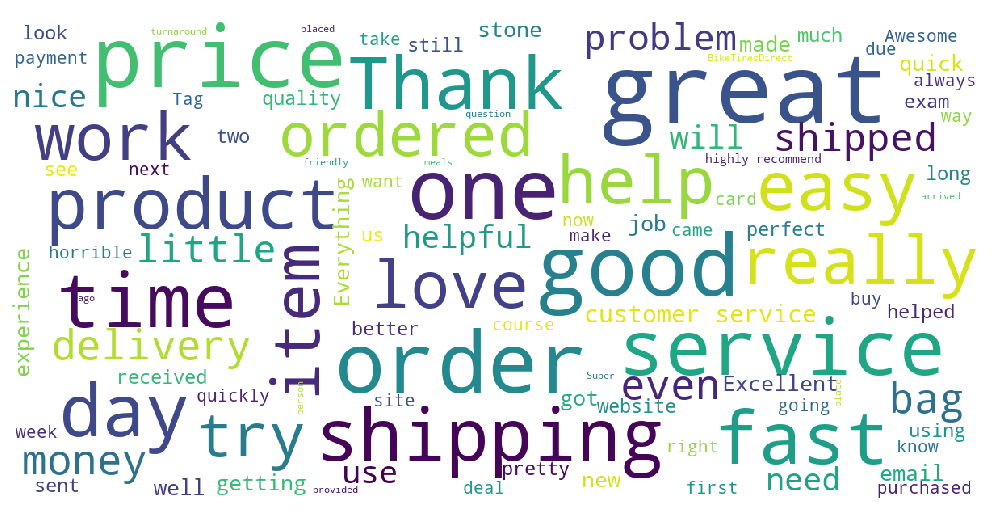 look turnaround placed
payment price take still stone problem made much Awesome
due
Thank great BikeTiresDirect quick
always
nice Tag quality exam
way
work two ordered question will shipped
see next friendly meals highly recommend
product want one help card easy long
arrived
horrible little Everything us helpful now job came perfect
make
time ago item love good really
buy
helped
experience delivery better course customer service service
received order Super even Excellent
quickly person site got website going place bag
day try shipping fast using
week know
money use pretty right need email
sent well getting provided deal new first purchased